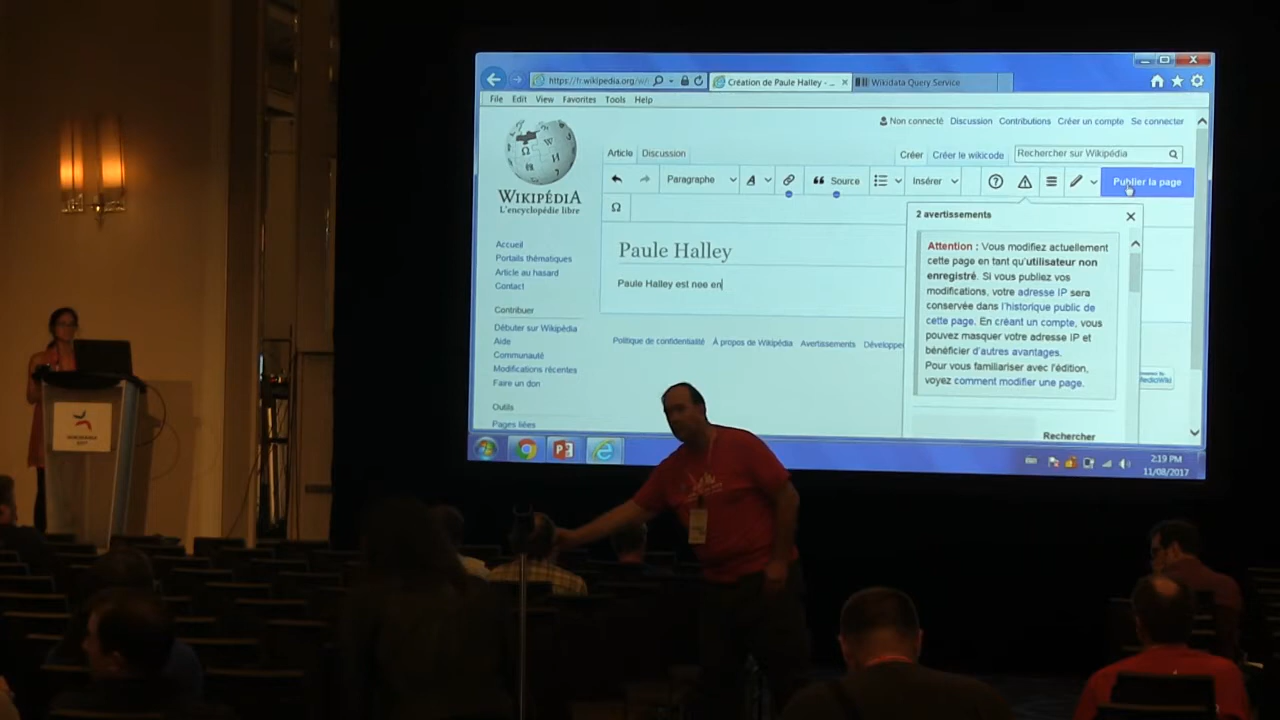 https://fr.wikipedia.org/w/
Création de Paule Halley - ...
Wikidata Query Service
File Edit View Favorites Tools Help
Non connecté Discussion Contributions Créer un compte Se connecter
Article Discussion
Créer Créer le wikicode
Rechercher sur Wikipédia
WIKIPÉDIA
L'encyclopédie libre
Paragraphe
A
Source
Insérer
Publier la page
Ω
2 avertissements
Paule Halley
Paule Halley est nee en
Attention : Vous modifiez actuellement
cette page en tant qu'utilisateur non
enregistré. Si vous publiez vos
modifications, votre adresse IP sera
conservée dans l'historique public de
cette page. En créant un compte, vous
pouvez masquer votre adresse IP et
bénéficier d'autres avantages.
Pour vous familiariser avec l'édition,
voyez comment modifier une page.
Accueil
Portails thématiques
Article au hasard
Contact
Contribuer
Débuter sur Wikipédia
Aide
Communauté
Modifications récentes
Faire un don
Outils
Pages liées
Politique de confidentialité À propos de Wikipédia Avertissements Développer
MediaWiki
Rechercher
2:19 PM
11/08/2017